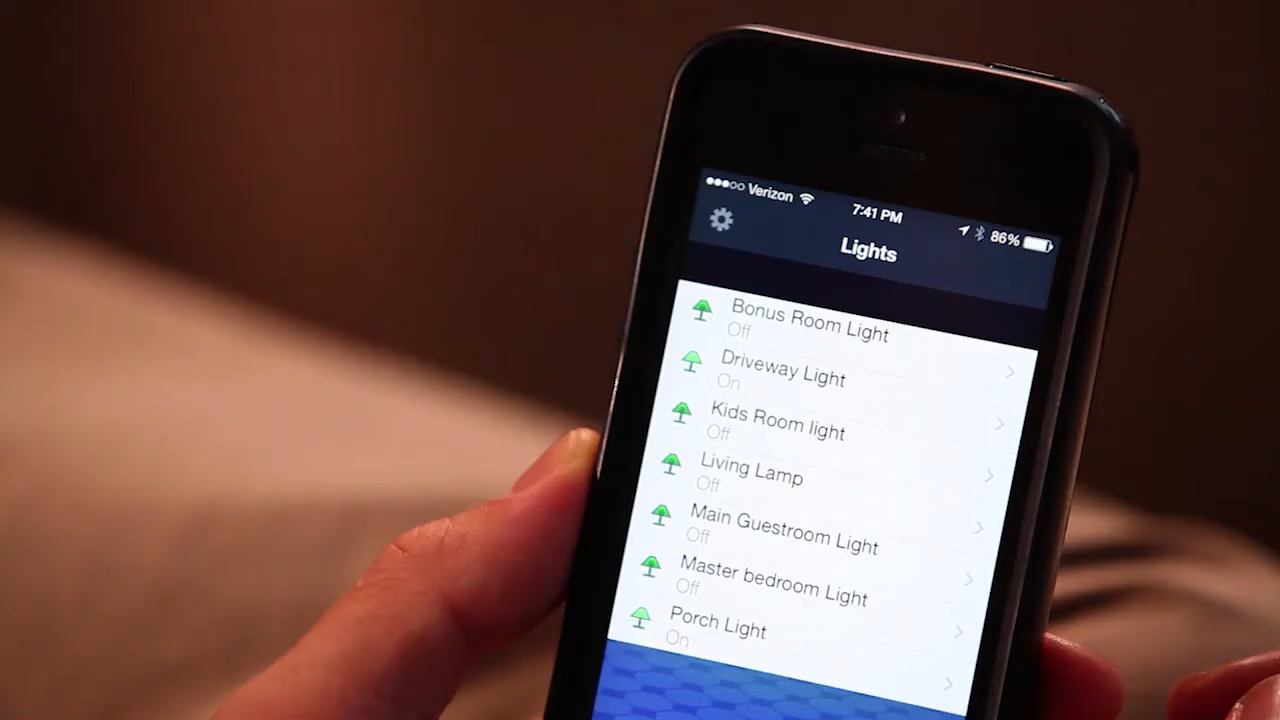 Verizon 7:41 PM 86%
Lights
Bonus Room Light
Off
Driveway Light
On
Kids Room light
Off
Living Lamp
Off
Main Guestroom Light
Off
Master bedroom Light
Off
Porch Light
On